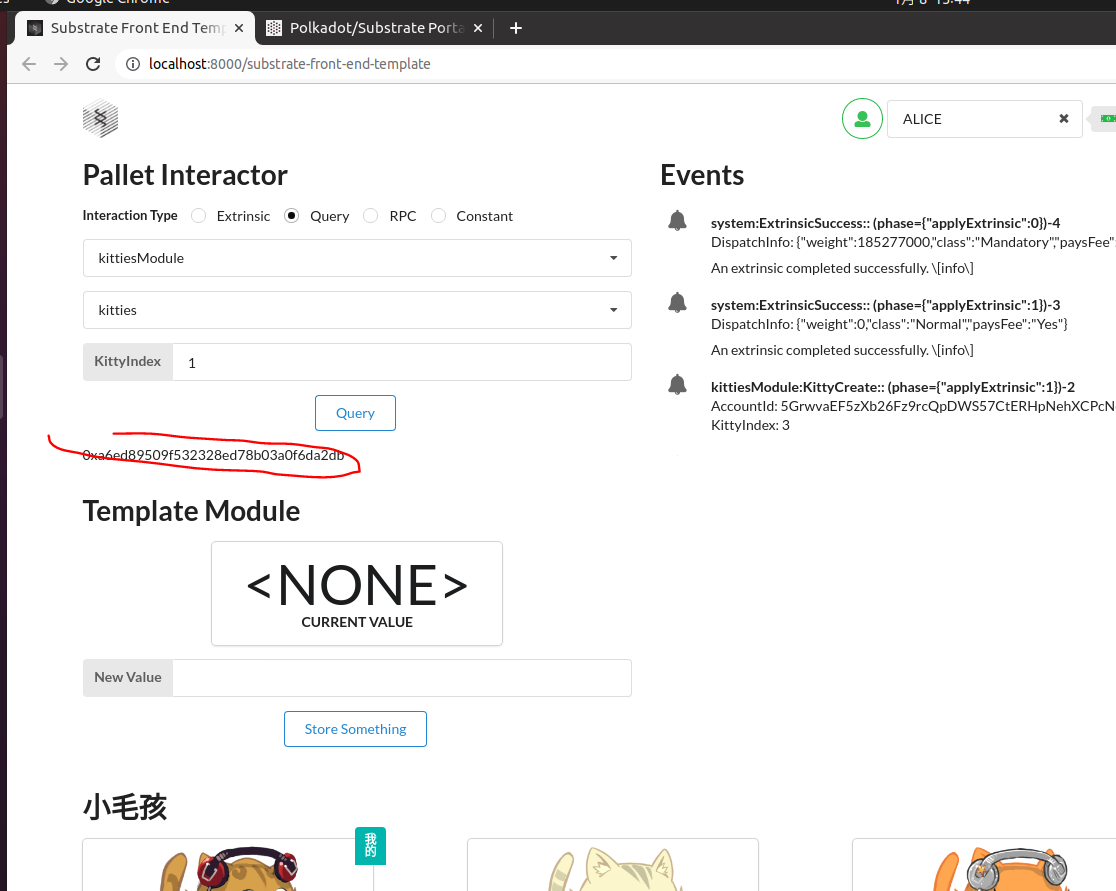 Google Chrome
Substrate Front End Temp
Polkadot/Substrate Porta
localhost:8000/substrate-front-end-template
ALICE
Pallet Interactor
Interaction Type Extrinsic Query RPC Constant
kittiesModule
kitties
KittyIndex 1
Query
0xa6ed89509f532328ed78b03a0f6da2db
Template Module
<NONE>
CURRENT VALUE
New Value
Store Something
小毛孩
我的
Events
system:ExtrinsicSuccess:: (phase={"applyExtrinsic":0})-4
DispatchInfo: {"weight":185277000,"class":"Mandatory","paysFee":
An extrinsic completed successfully. \[info\]
system:ExtrinsicSuccess:: (phase={"applyExtrinsic":1})-3
DispatchInfo: {"weight":0,"class":"Normal","paysFee":"Yes"}
An extrinsic completed successfully. \[info\]
kittiesModule:KittyCreate:: (phase={"applyExtrinsic":1})-2
AccountId: 5GrwvaEF5zXb26Fz9rcQpDWS57CtERHpNehXCPcN
KittyIndex: 3